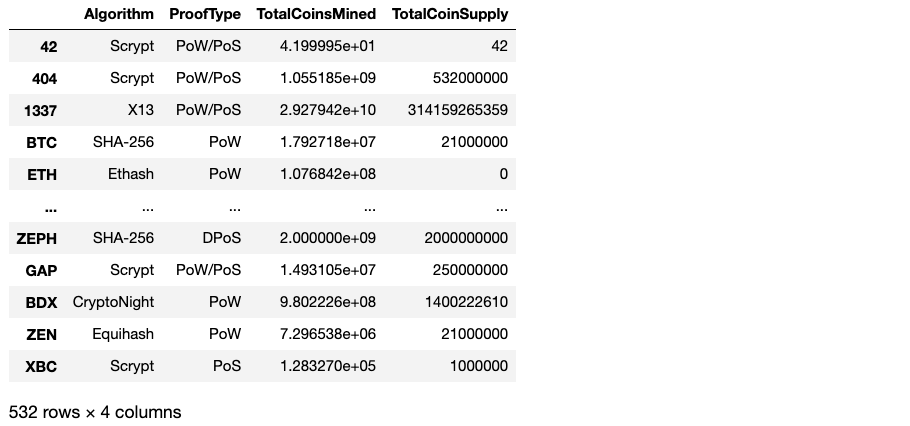 Algorithm ProofType TotalCoinsMined TotalCoinSupply
42 Scrypt PoW/PoS 4.199995e+01 42
404 Scrypt PoW/PoS 1.055185e+09 532000000
1337 X13 PoW/PoS 2.927942e+10 314159265359
BTC SHA-256 PoW 1.792718e+07 21000000
ETH Ethash PoW 1.076842e+08 0
... ... ... ... ...
ZEPH SHA-256 DPoS 2.000000e+09 2000000000
GAP Scrypt PoW/PoS 1.493105e+07 250000000
BDX CryptoNight PoW 9.802226e+08 1400222610
ZEN Equihash PoW 7.296538e+06 21000000
XBC Scrypt PoS 1.283270e+05 1000000
532 rows × 4 columns